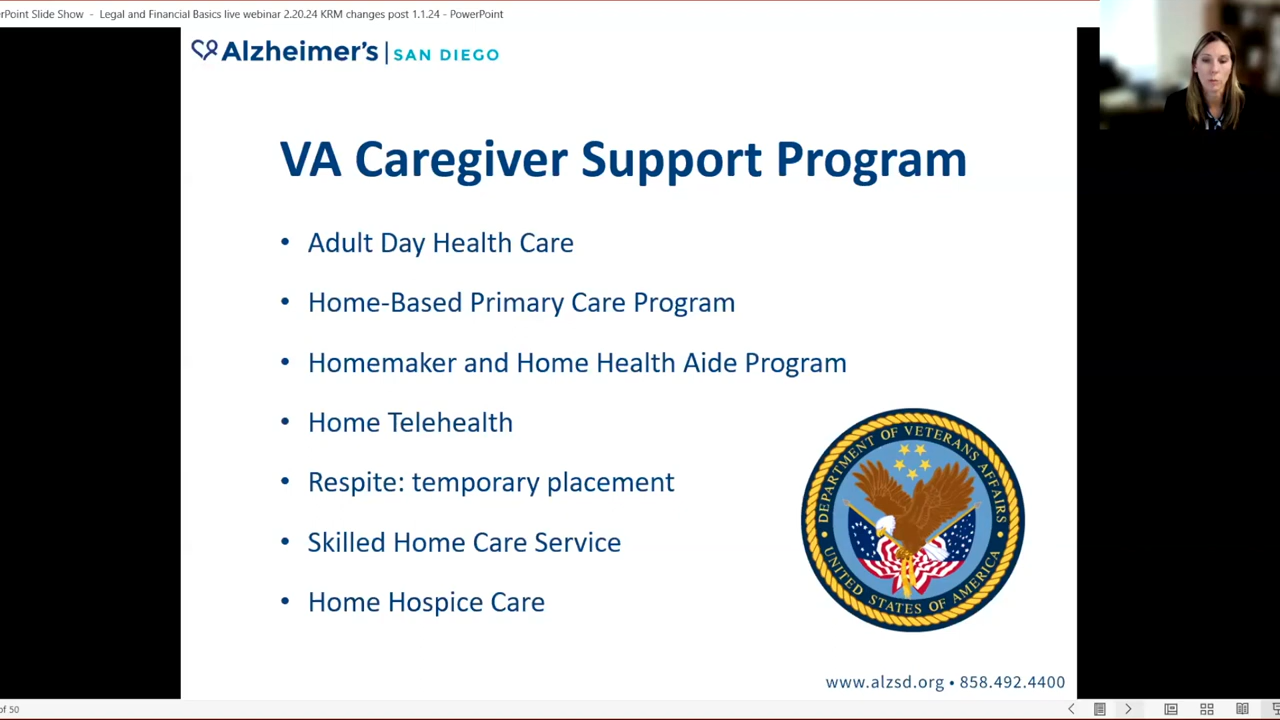 rPoint Slide Show - Legal and Financial Basics live webinar 2.20.24 KRM changes post 1.1.24 - PowerPoint
Alzheimer's | SAN DIEGO
VA Caregiver Support Program
• Adult Day Health Care
• Home-Based Primary Care Program
• Homemaker and Home Health Aide Program
• Home Telehealth
• Respite: temporary placement
• Skilled Home Care Service
• Home Hospice Care
DEPARTMENT OF VETERANS AFFAIRS
UNITED STATES OF AMERICA
www.alzsd.org • 858.492.4400
of 50